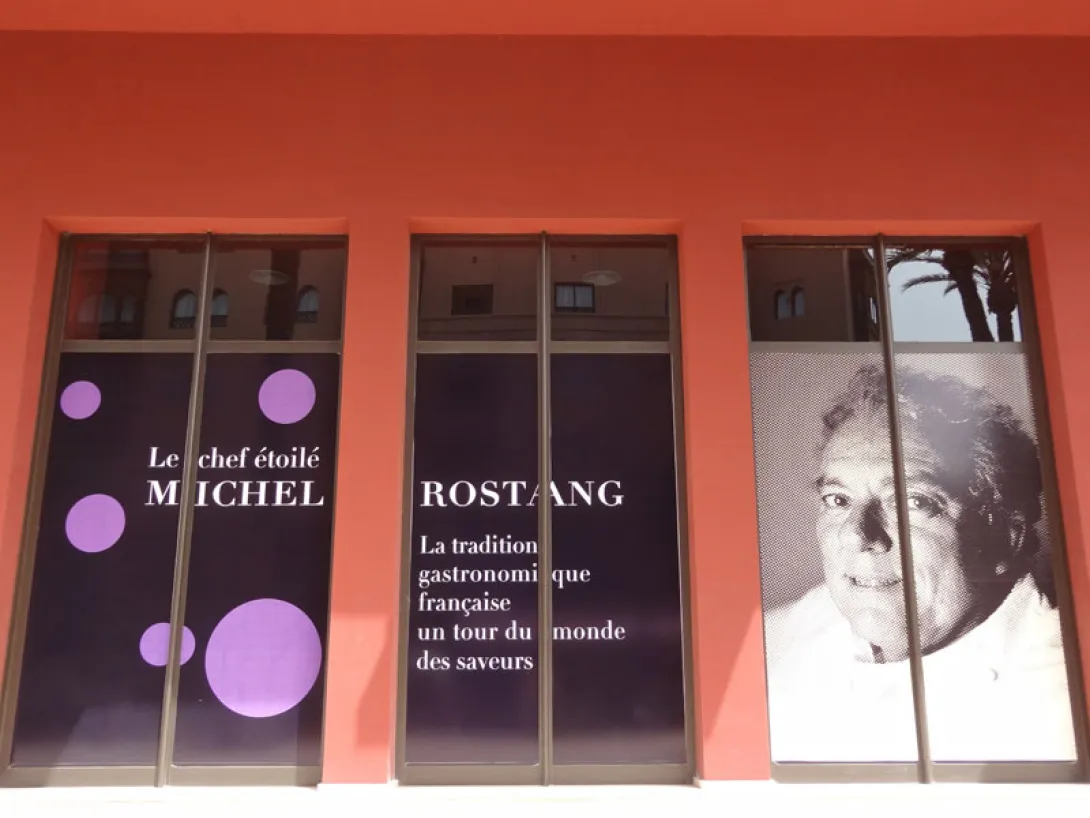 Le chef étoilé
MICHEL ROSTANG
La tradition
gastronomique
française
un tour du monde
des saveurs